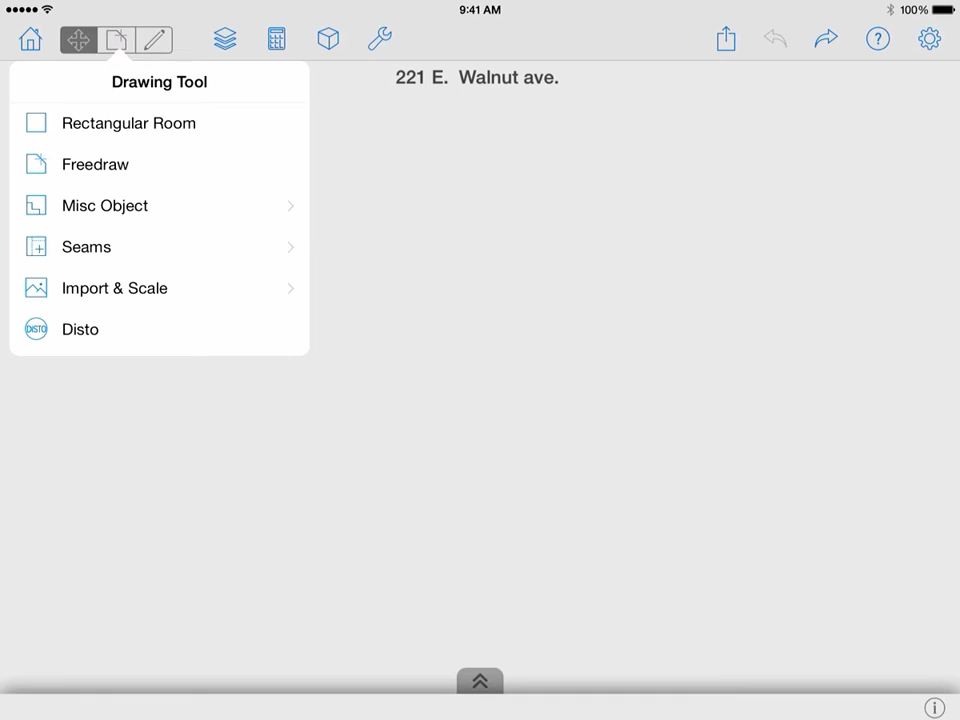 9:41 AM
100%
221 E. Walnut ave.
Drawing Tool
Rectangular Room
Freedraw
Misc Object
Seams
Import & Scale
DISTO Disto